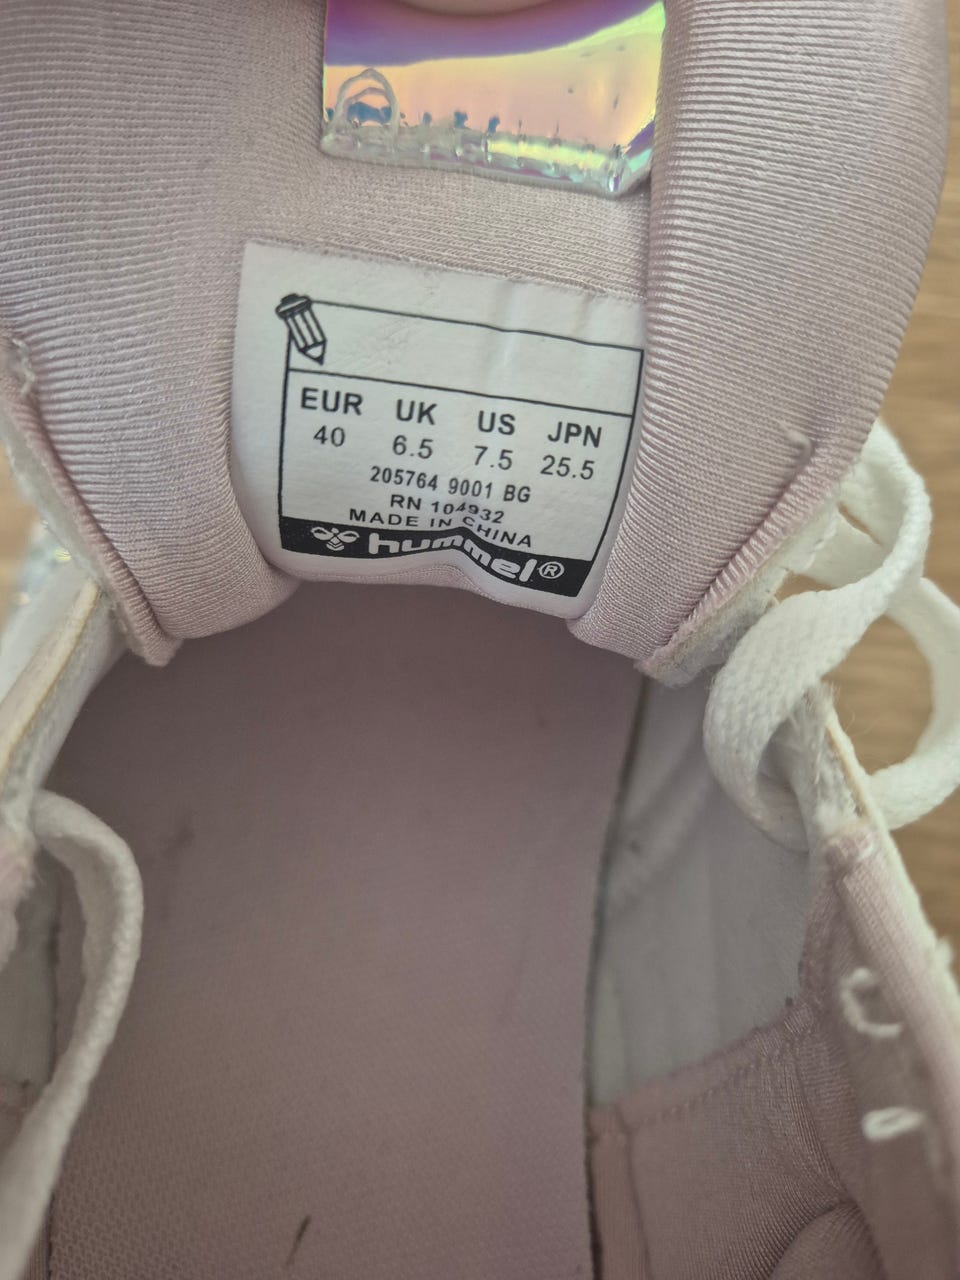 EUR UK US JPN
40 6.5 7.5 25.5
205764 9001 BG
RN 104932
MADE IN CHINA
hummel®